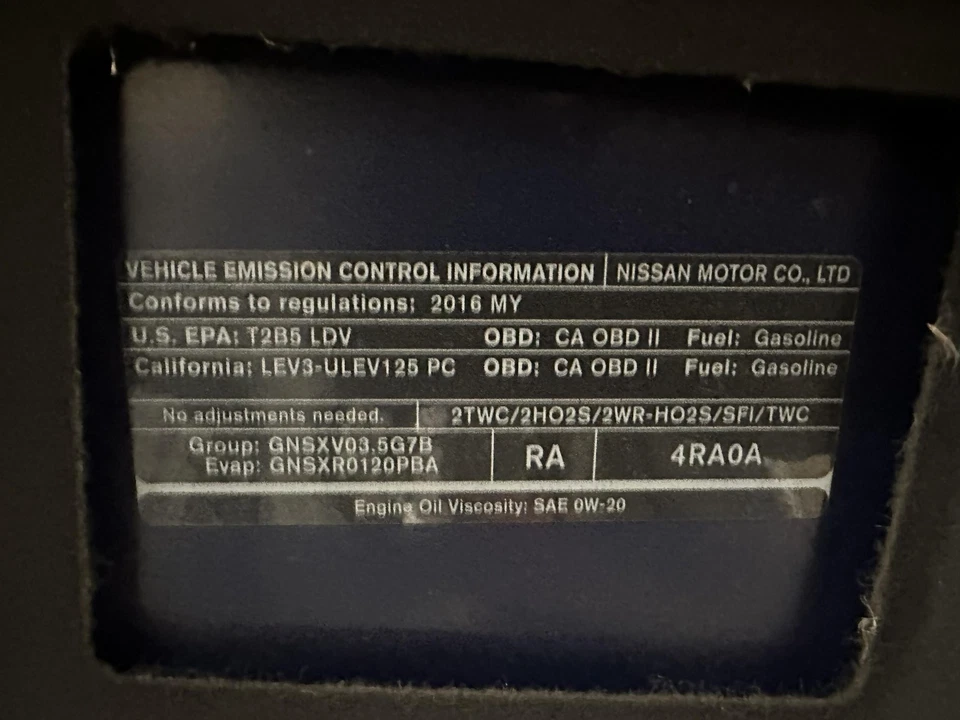 VEHICLE EMISSION CONTROL INFORMATION NISSAN MOTOR CO., LTD
Conforms to regulations: 2016 MY
U.S. EPA: T2B5 LDV OBD: CA OBD II Fuel: Gasoline
California: LEV3-ULEV125 PC OBD: CA OBD II Fuel: Gasoline
No adjustments needed. 2TWC/2HO2S/2WR-HO2S/SFI/TWC
Group: GNSXV03.5G7B
Evap: GNSXR0120PBA
RA
4RA0A
Engine Oil Viscosity: SAE 0W-20